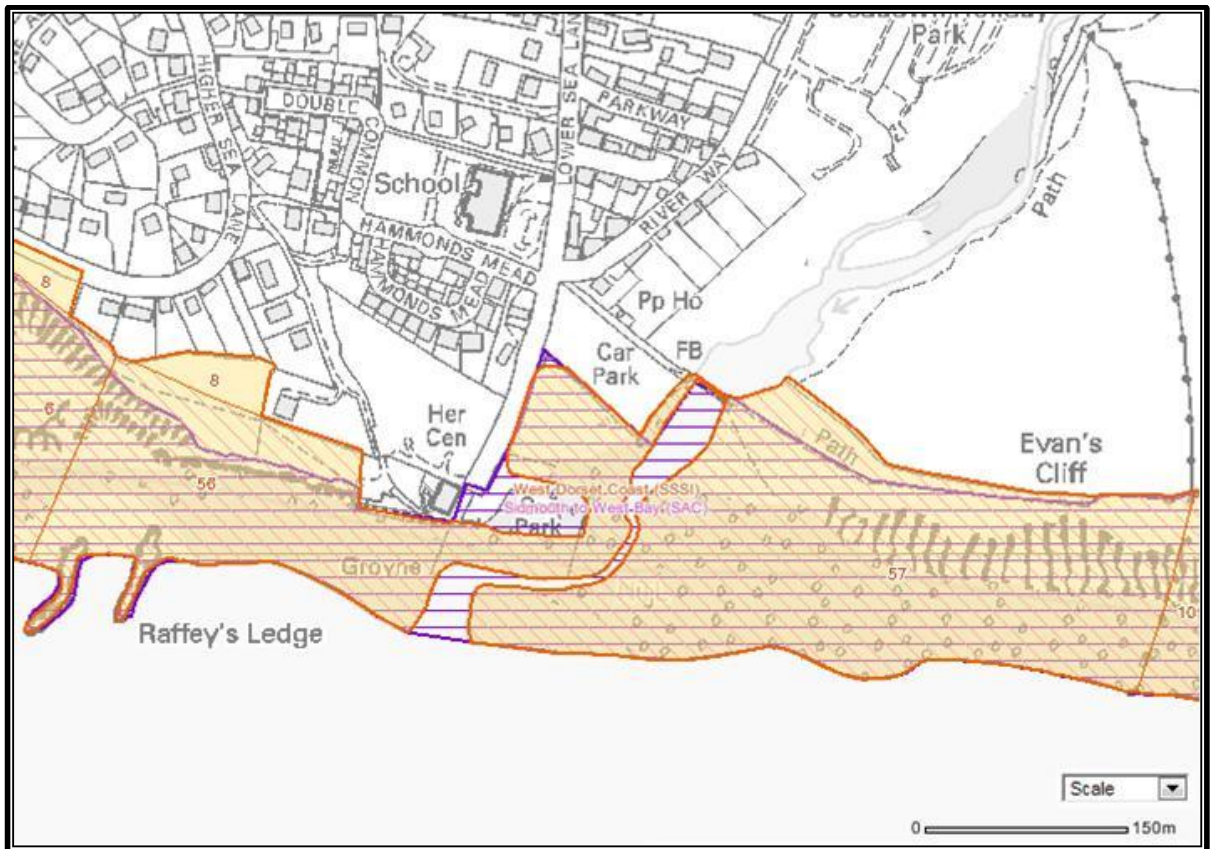 Park
HIGHER SEA
LANE
DOUBLE
COMMON
LOWER SEA LANE
PARKWAY
School
RIVER WAY
Path
HAMMONDS MEAD
HAMMONDS MEAD
8
Pp Ho
Car
Park
FB
8
6
Her
Cen
Path
Evan's
Cliff
56
West Dorset Coast (SSSI)
Sidmouth to West Bay (SAC)
Park
Groyne
57
10
Raffey's Ledge
Scale
0 150m